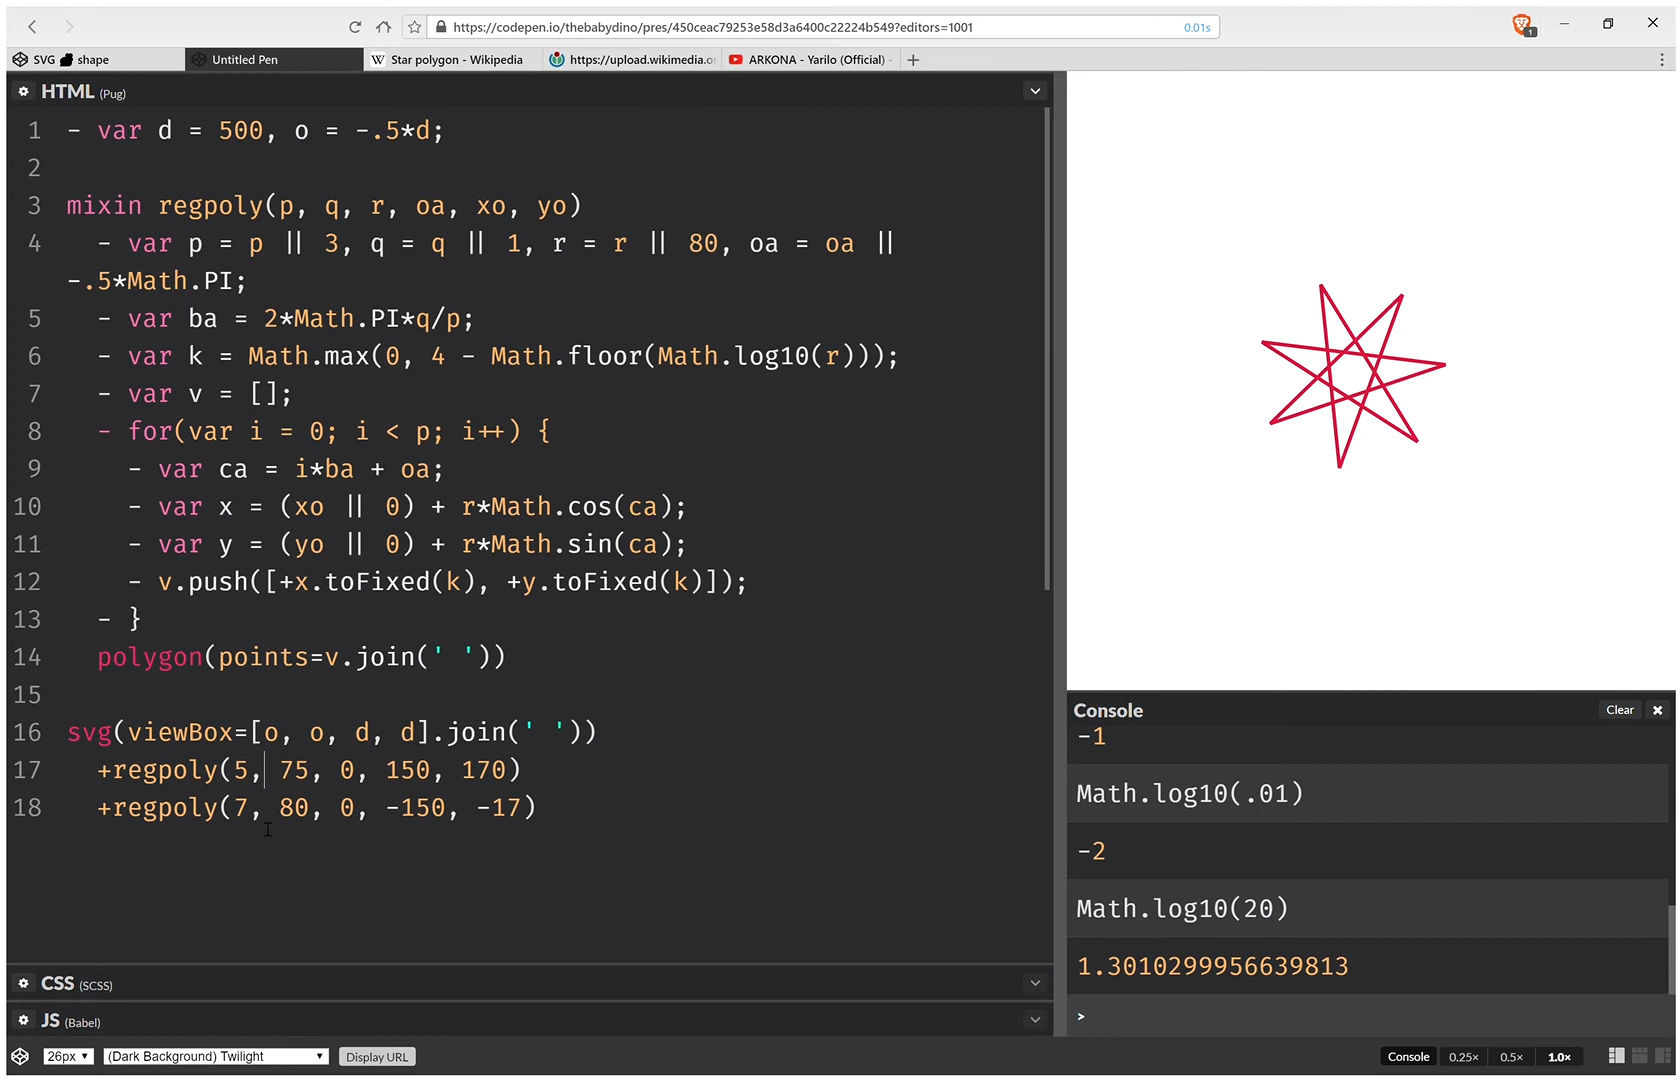 https://codepen.io/thebabydino/pres/450ceac79253e58d3a6400c22224b549?editors=1001
0.01s
1
SVG shape
Untitled Pen
W Star polygon - Wikipedia
https://upload.wikimedia.or
ARKONA - Yarilo (Official) -
HTML (Pug)
1 - var d = 500, o = -.5*d;
2
3 mixin regpoly(p, q, r, oa, xo, yo)
4 - var p = p || 3, q = q || 1, r = r || 80, oa = oa ||
-.5*Math.PI;
5 - var ba = 2*Math.PI*q/p;
6 - var k = Math.max(0, 4 - Math.floor(Math.log10(r)));
7 - var v = [];
8 - for(var i = 0; i < p; i++) {
9 - var ca = i*ba + oa;
10 - var x = (xo || 0) + r*Math.cos(ca);
11 - var y = (yo || 0) + r*Math.sin(ca);
12 - v.push([+x.toFixed(k), +y.toFixed(k)]);
13 - }
14 polygon(points=v.join(' '))
15
16 svg(viewBox=[o, o, d, d].join(' '))
17 +regpoly(5, 75, 0, 150, 170)
18 +regpoly(7, 80, 0, -150, -17)
CSS (SCSS)
JS (Babel)
26px
(Dark Background) Twilight
Display URL
Console
Clear
-1
Math.log10(.01)
-2
Math.log10(20)
1.3010299956639813
>
Console
0.25×
0.5×
1.0×